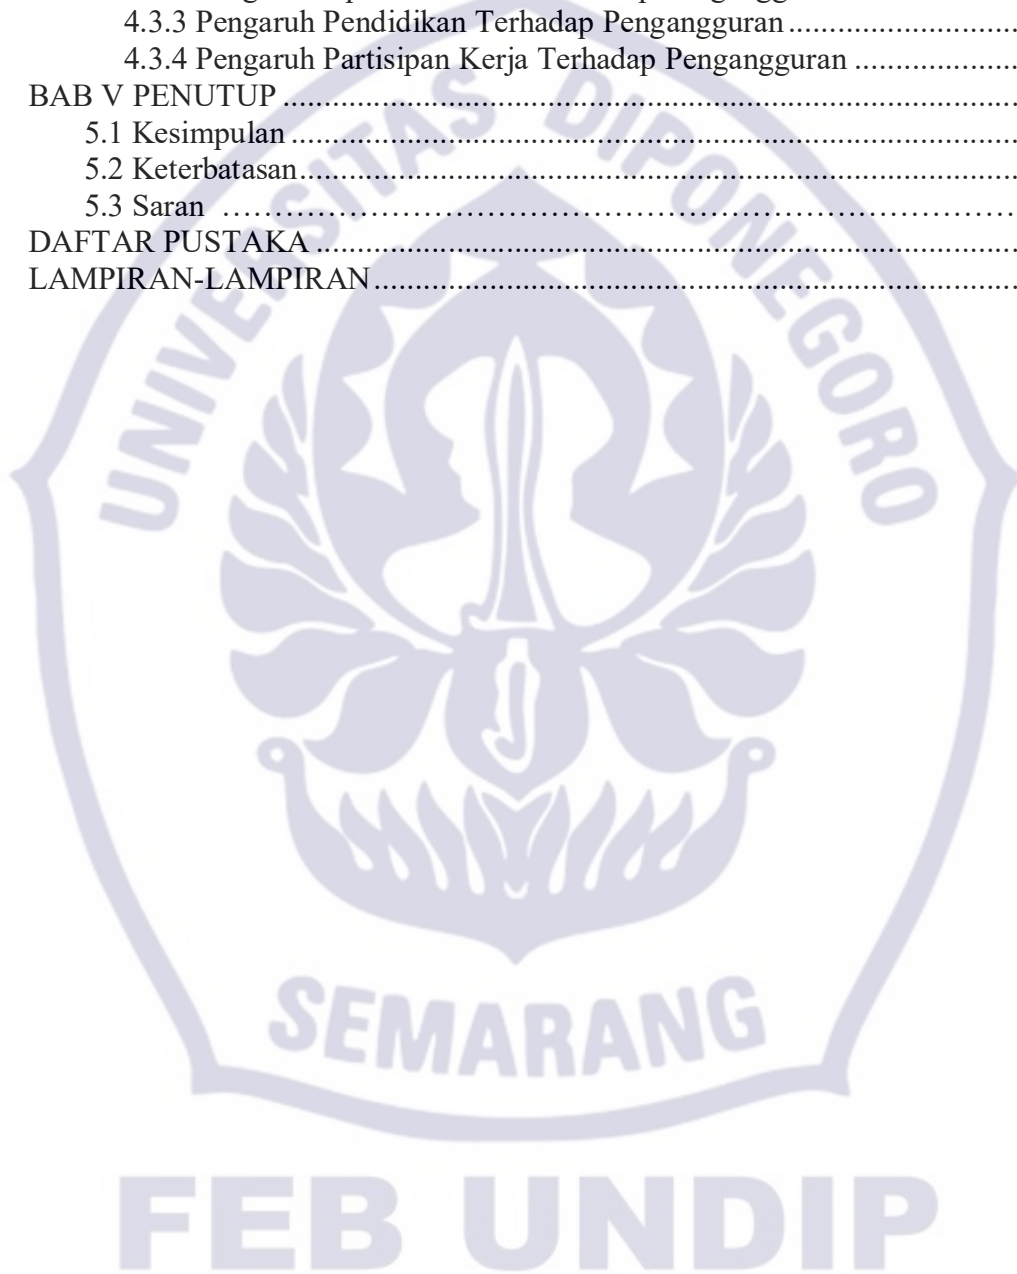 4.3.3 Pengaruh Pendidikan Terhadap Pengangguran ............................
4.3.4 Pengaruh Partisipan Kerja Terhadap Pengangguran ....................
BAB V PENUTUP ..........................................................................................
5.1 Kesimpulan ....................................................................................
5.2 Keterbatasan...................................................................................
5.3 Saran ………………………………………………………………………
DAFTAR PUSTAKA .....................................................................................
LAMPIRAN-LAMPIRAN...............................................................................
UNIVERSITAS DIPONEGORO
SEMARANG
FEB UNDIP